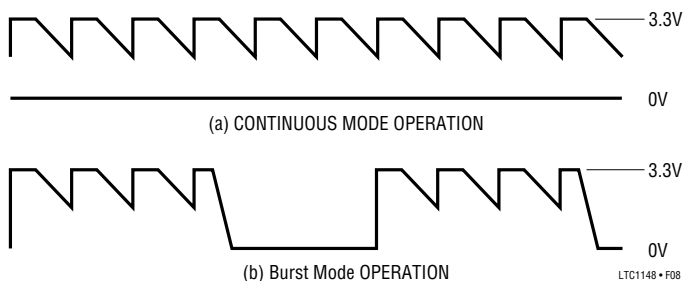 3.3V
0V
(a) CONTINUOUS MODE OPERATION
3.3V
0V
(b) Burst Mode OPERATION
LTC1148 • F08